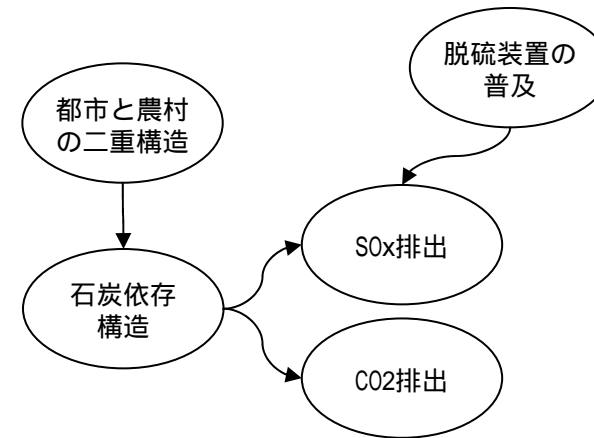 脱硫装置の
普及
都市と農村
の二重構造
SOx排出
石炭依存
構造
CO2排出